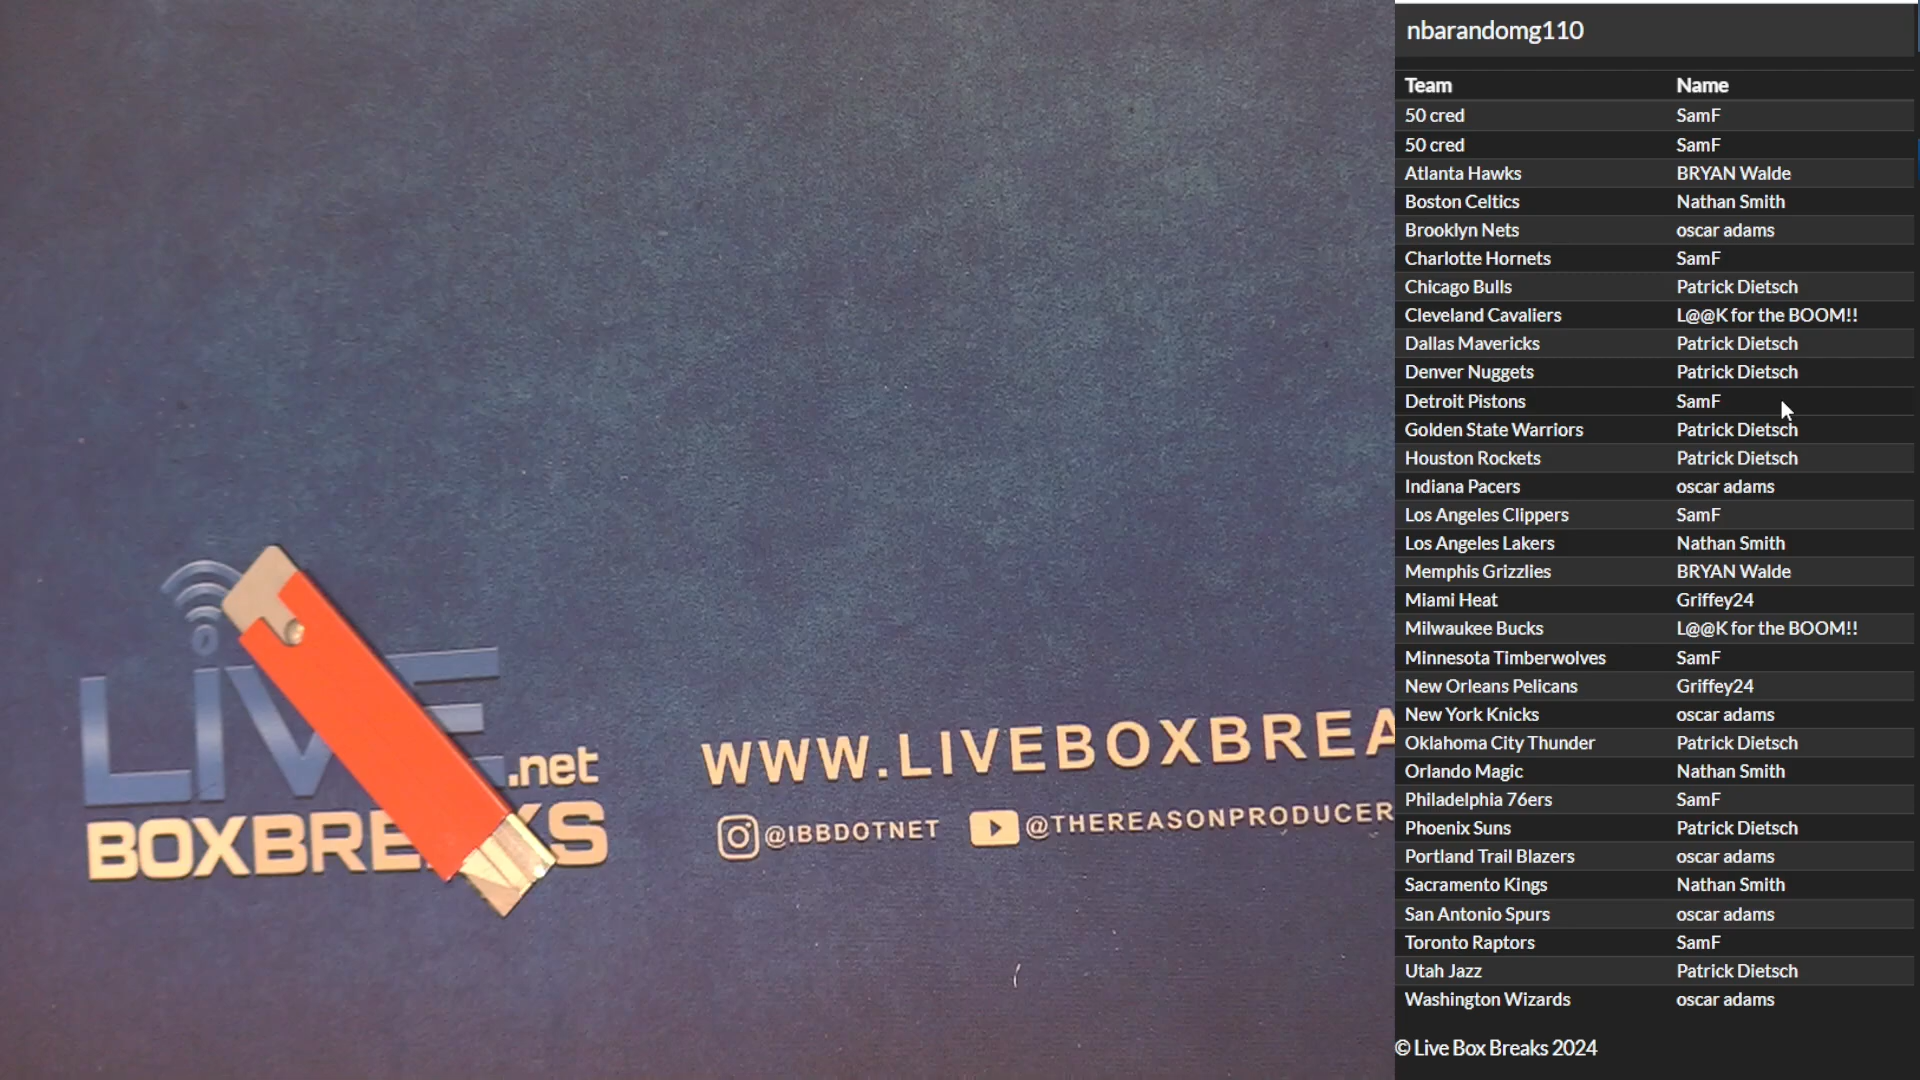 nbarandomg110
Team Name
50 cred SamF
50 cred SamF
Atlanta Hawks BRYAN Walde
Boston Celtics Nathan Smith
Brooklyn Nets oscar adams
Charlotte Hornets SamF
Chicago Bulls Patrick Dietsch
Cleveland Cavaliers L@@K for the BOOM!!
Dallas Mavericks Patrick Dietsch
Denver Nuggets Patrick Dietsch
Detroit Pistons SamF
Golden State Warriors Patrick Dietsch
Houston Rockets Patrick Dietsch
Indiana Pacers oscar adams
Los Angeles Clippers SamF
Los Angeles Lakers Nathan Smith
Memphis Grizzlies BRYAN Walde
Miami Heat Griffey24
Milwaukee Bucks L@@K for the BOOM!!
Minnesota Timberwolves SamF
New Orleans Pelicans Griffey24
New York Knicks oscar adams
Oklahoma City Thunder Patrick Dietsch
Orlando Magic Nathan Smith
Philadelphia 76ers SamF
Phoenix Suns Patrick Dietsch
Portland Trail Blazers oscar adams
Sacramento Kings Nathan Smith
San Antonio Spurs oscar adams
Toronto Raptors SamF
Utah Jazz Patrick Dietsch
Washington Wizards oscar adams
© Live Box Breaks 2024
LIVE.net
BOXBREAKS
WWW.LIVEBOXBREA
@IBBDOTNET @THEREASONPRODUCER